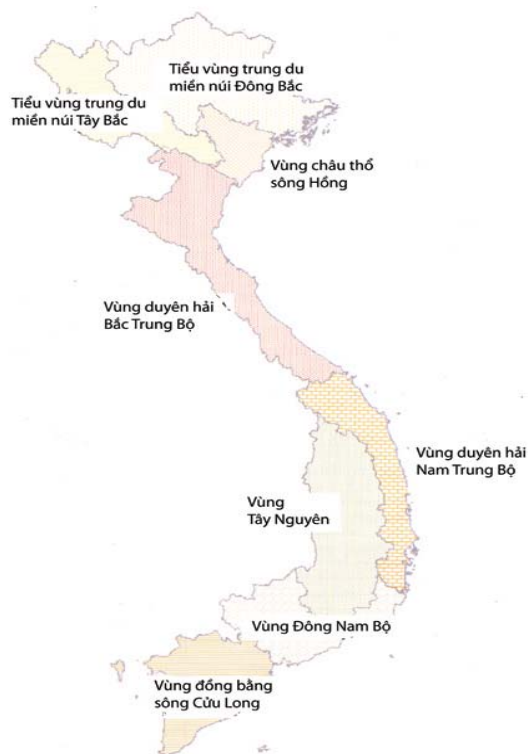 Tiểu vùng trung du
miền núi Đông Bắc
Tiểu vùng trung du
miền núi Tây Bắc
Vùng châu thổ
sông Hồng
Vùng duyên hải
Bắc Trung Bộ
Vùng duyên hải
Nam Trung Bộ
Vùng
Tây Nguyên
Vùng Đông Nam Bộ
Vùng đồng bằng
sông Cửu Long